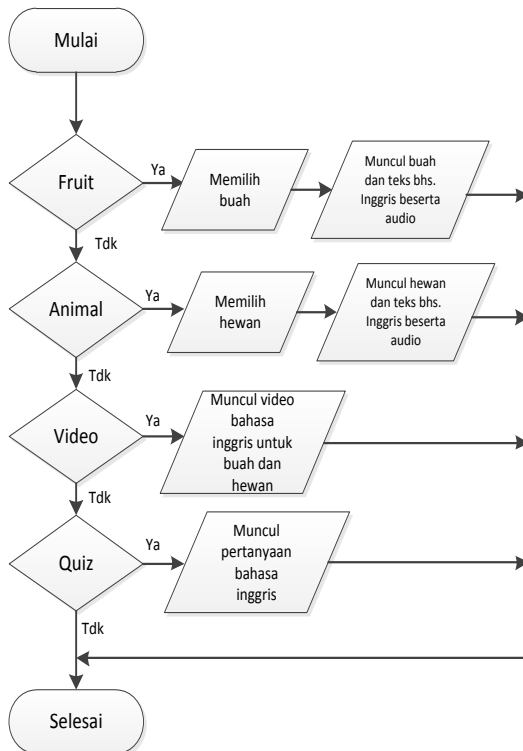 Mulai
Fruit
Ya
Memilih
buah
Muncul buah
dan teks bhs.
Inggris beserta
audio
Tdk
Animal
Ya
Memilih
hewan
Muncul hewan
dan teks bhs.
Inggris beserta
audio
Tdk
Video
Ya
Muncul video
bahasa
inggris untuk
buah dan
hewan
Tdk
Quiz
Ya
Muncul
pertanyaan
bahasa
inggris
Tdk
Selesai